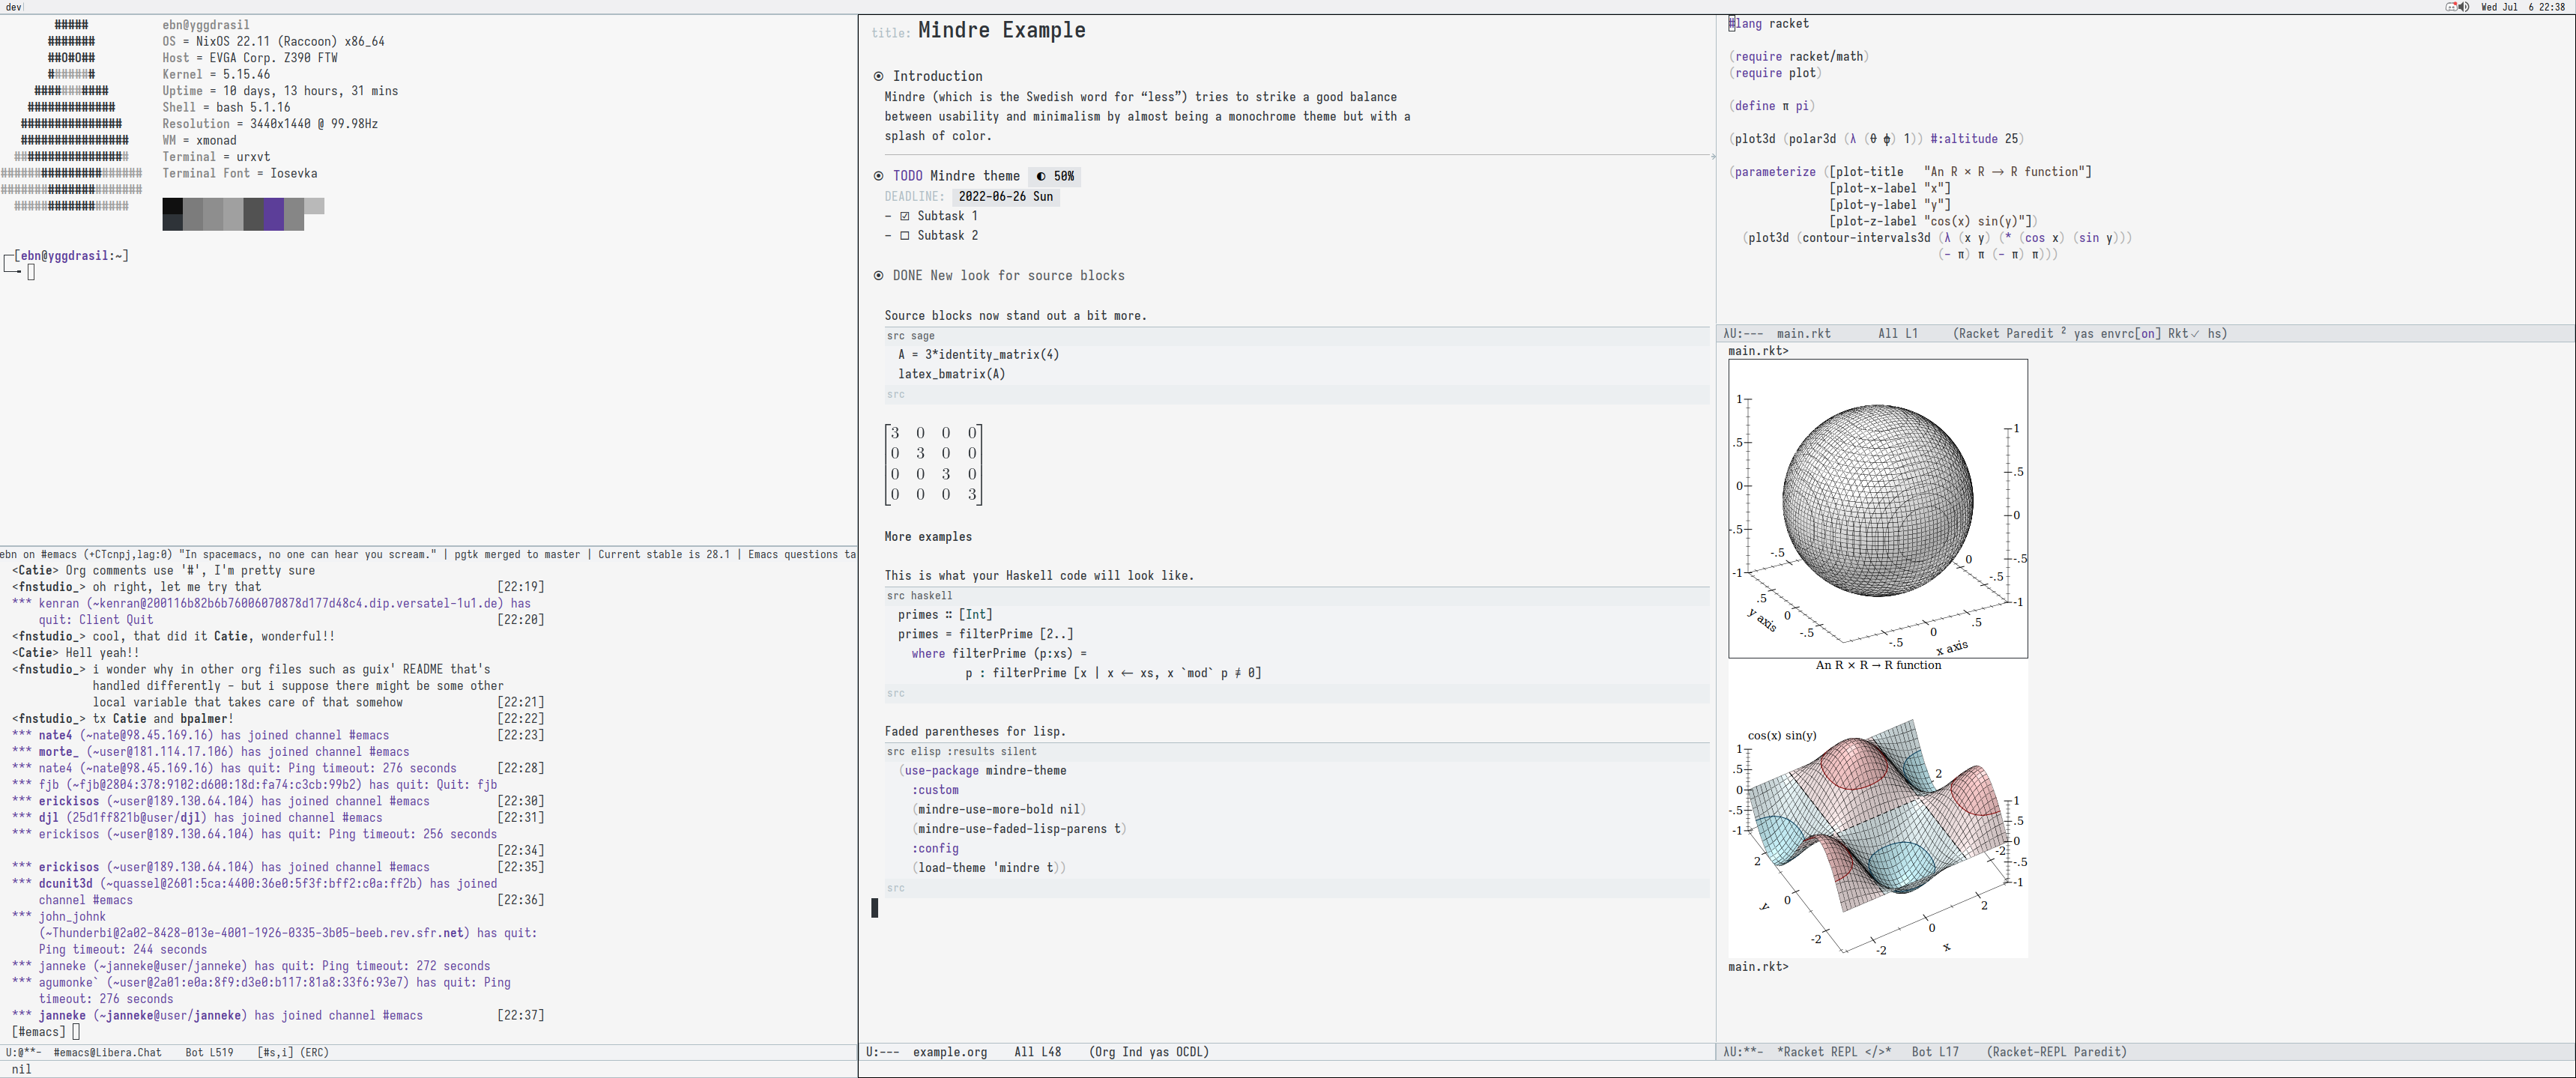 dev
Wed Jul  6 22:38
#####
#######
##O#O##
#######
###########
#############
###############
################
#################
#####################
#####################
#################
ebn@yggdrasil
OS = NixOS 22.11 (Raccoon) x86_64
Host = EVGA Corp. Z390 FTW
Kernel = 5.15.46
Uptime = 10 days, 13 hours, 31 mins
Shell = bash 5.1.16
Resolution = 3440x1440 @ 99.98Hz
WM = xmonad
Terminal = urxvt
Terminal Font = Iosevka
[ebn@yggdrasil:~]
ebn on #emacs (+CTcnpj,lag:0) "In spacemacs, no one can hear you scream." | pgtk merged to master | Current stable is 28.1 | Emacs questions ta
<Catie> Org comments use '#', I'm pretty sure
<fnstudio_> oh right, let me try that [22:19]
*** kenran (~kenran@200116b82b6b76006070878d177d48c4.dip.versatel-1u1.de) has
quit: Client Quit [22:20]
<fnstudio_> cool, that did it Catie, wonderful!!
<Catie> Hell yeah!!
<fnstudio_> i wonder why in other org files such as guix' README that's
handled differently - but i suppose there might be some other
local variable that takes care of that somehow [22:21]
<fnstudio_> tx Catie and bpalmer! [22:22]
*** nate4 (~nate@98.45.169.16) has joined channel #emacs [22:23]
*** morte_ (~user@181.114.17.106) has joined channel #emacs
*** nate4 (~nate@98.45.169.16) has quit: Ping timeout: 276 seconds [22:28]
*** fjb (~fjb@2804:378:9102:d600:18d:fa74:c3cb:99b2) has quit: Quit: fjb
*** erickisos (~user@189.130.64.104) has joined channel #emacs [22:30]
*** djl (25d1ff821b@user/djl) has joined channel #emacs [22:31]
*** erickisos (~user@189.130.64.104) has quit: Ping timeout: 256 seconds
[22:34]
*** erickisos (~user@189.130.64.104) has joined channel #emacs [22:35]
*** dcunit3d (~quassel@2601:5ca:4400:36e0:5f3f:bff2:c0a:ff2b) has joined
channel #emacs [22:36]
*** john_johnk
(~Thunderbi@2a02-8428-013e-4001-1926-0335-3b05-beeb.rev.sfr.net) has quit:
Ping timeout: 244 seconds
*** janneke (~janneke@user/janneke) has quit: Ping timeout: 272 seconds
*** agumonke` (~user@2a01:e0a:8f9:d3e0:b117:81a8:33f6:93e7) has quit: Ping
timeout: 276 seconds
*** janneke (~janneke@user/janneke) has joined channel #emacs [22:37]
[#emacs]
U:@**-  #emacs@Libera.Chat    Bot L519    [#s,i] (ERC)
nil
title: Mindre Example
Introduction
Mindre (which is the Swedish word for “less”) tries to strike a good balance
between usability and minimalism by almost being a monochrome theme but with a
splash of color.
TODO Mindre theme ◐ 50%
DEADLINE: 2022-06-26 Sun
- ☑ Subtask 1
- ☐ Subtask 2
DONE New look for source blocks
Source blocks now stand out a bit more.
src sage
A = 3*identity_matrix(4)
latex_bmatrix(A)
src
3 0 0 0
0 3 0 0
0 0 3 0
0 0 0 3
More examples
This is what your Haskell code will look like.
src haskell
primes :: [Int]
primes = filterPrime [2..]
where filterPrime (p:xs) =
p : filterPrime [x | x ← xs, x `mod` p ≠ 0]
src
Faded parentheses for lisp.
src elisp :results silent
(use-package mindre-theme
:custom
(mindre-use-more-bold nil)
(mindre-use-faded-lisp-parens t)
:config
(load-theme 'mindre t))
src
U:---  example.org    All L48    (Org Ind yas OCDL)
#lang racket
(require racket/math)
(require plot)
(define π pi)
(plot3d (polar3d (λ (θ ϕ) 1)) #:altitude 25)
(parameterize ([plot-title   "An R × R → R function"]
[plot-x-label "x"]
[plot-y-label "y"]
[plot-z-label "cos(x) sin(y)"])
(plot3d (contour-intervals3d (λ (x y) (* (cos x) (sin y)))
(- π) π (- π) π)))
λU:---  main.rkt       All L1     (Racket Paredit ² yas envrc[on] Rkt✓ hs)
main.rkt>
1
.5
0
-.5
-1
1
.5
0
-.5
-1
-.5
0
-.5
.5
0
-.5
y axis
-.5
0
.5
x axis
An R × R → R function
cos(x) sin(y)
1
.5
0
-.5
-1
2
1
.5
0
-.5
-1
-2
2
0
-2
y
-2
0
2
x
main.rkt>
λU:**-  *Racket REPL </>*   Bot L17    (Racket-REPL Paredit)